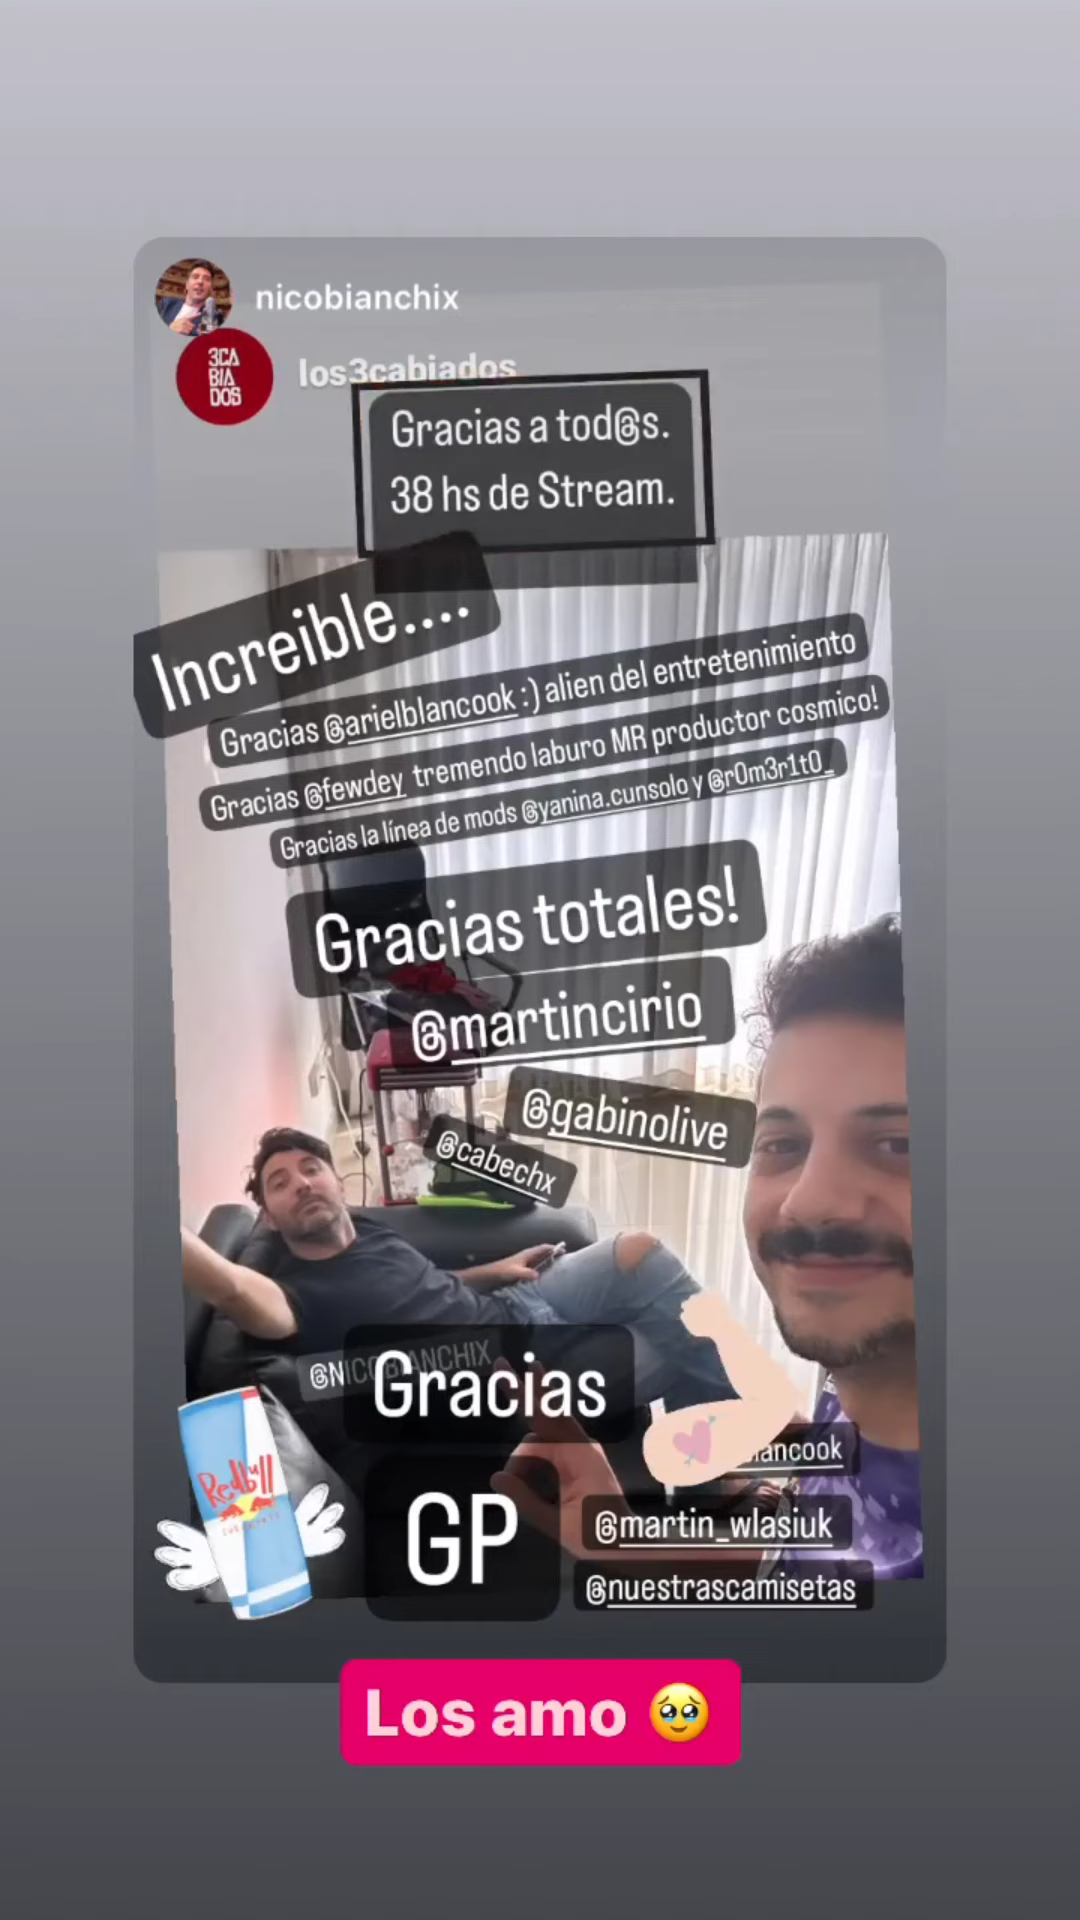 nicobianchix
3CA
BIA
DOS
los3cabiados
Gracias a tod@s.
38 hs de Stream.
Increible....
Gracias @arielblancook :) alien del entretenimiento
Gracias @fewdey tremendo laburo MR productor cosmico!
Gracias la línea de mods @yanina.cunsolo y @r0m3r1t0_
Gracias totales!
@martincirio
@gabinolive
@cabechx
@NICOBIANCHIX
Gracias
GP
Redbull
lancook
@martin_wlasiuk
@nuestrascamisetas
Los amo 🥹